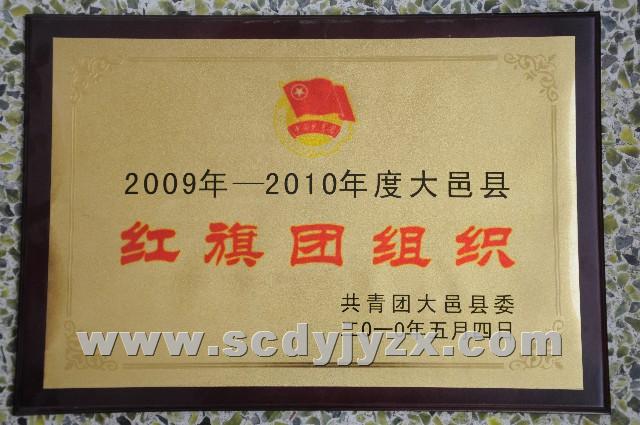 2009年—2010年度大邑县
红旗团组织
共青团大邑县委
二0一0年五月四日
www.scdyjyzx.com